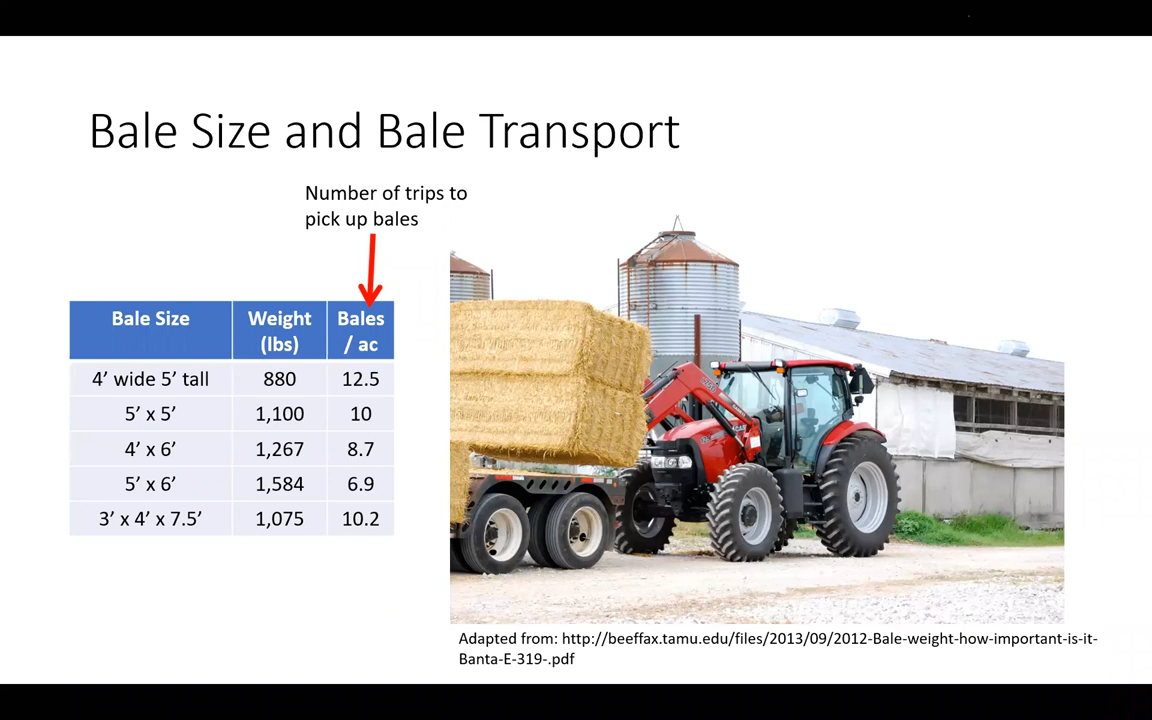 Bale Size and Bale Transport
Number of trips to
pick up bales
Bale Size Weight (lbs) Bales / ac
4’ wide 5’ tall 880 12.5
5’ x 5’ 1,100 10
4’ x 6’ 1,267 8.7
5’ x 6’ 1,584 6.9
3’ x 4’ x 7.5’ 1,075 10.2
Adapted from: http://beeffax.tamu.edu/files/2013/09/2012-Bale-weight-how-important-is-it-
Banta-E-319-.pdf